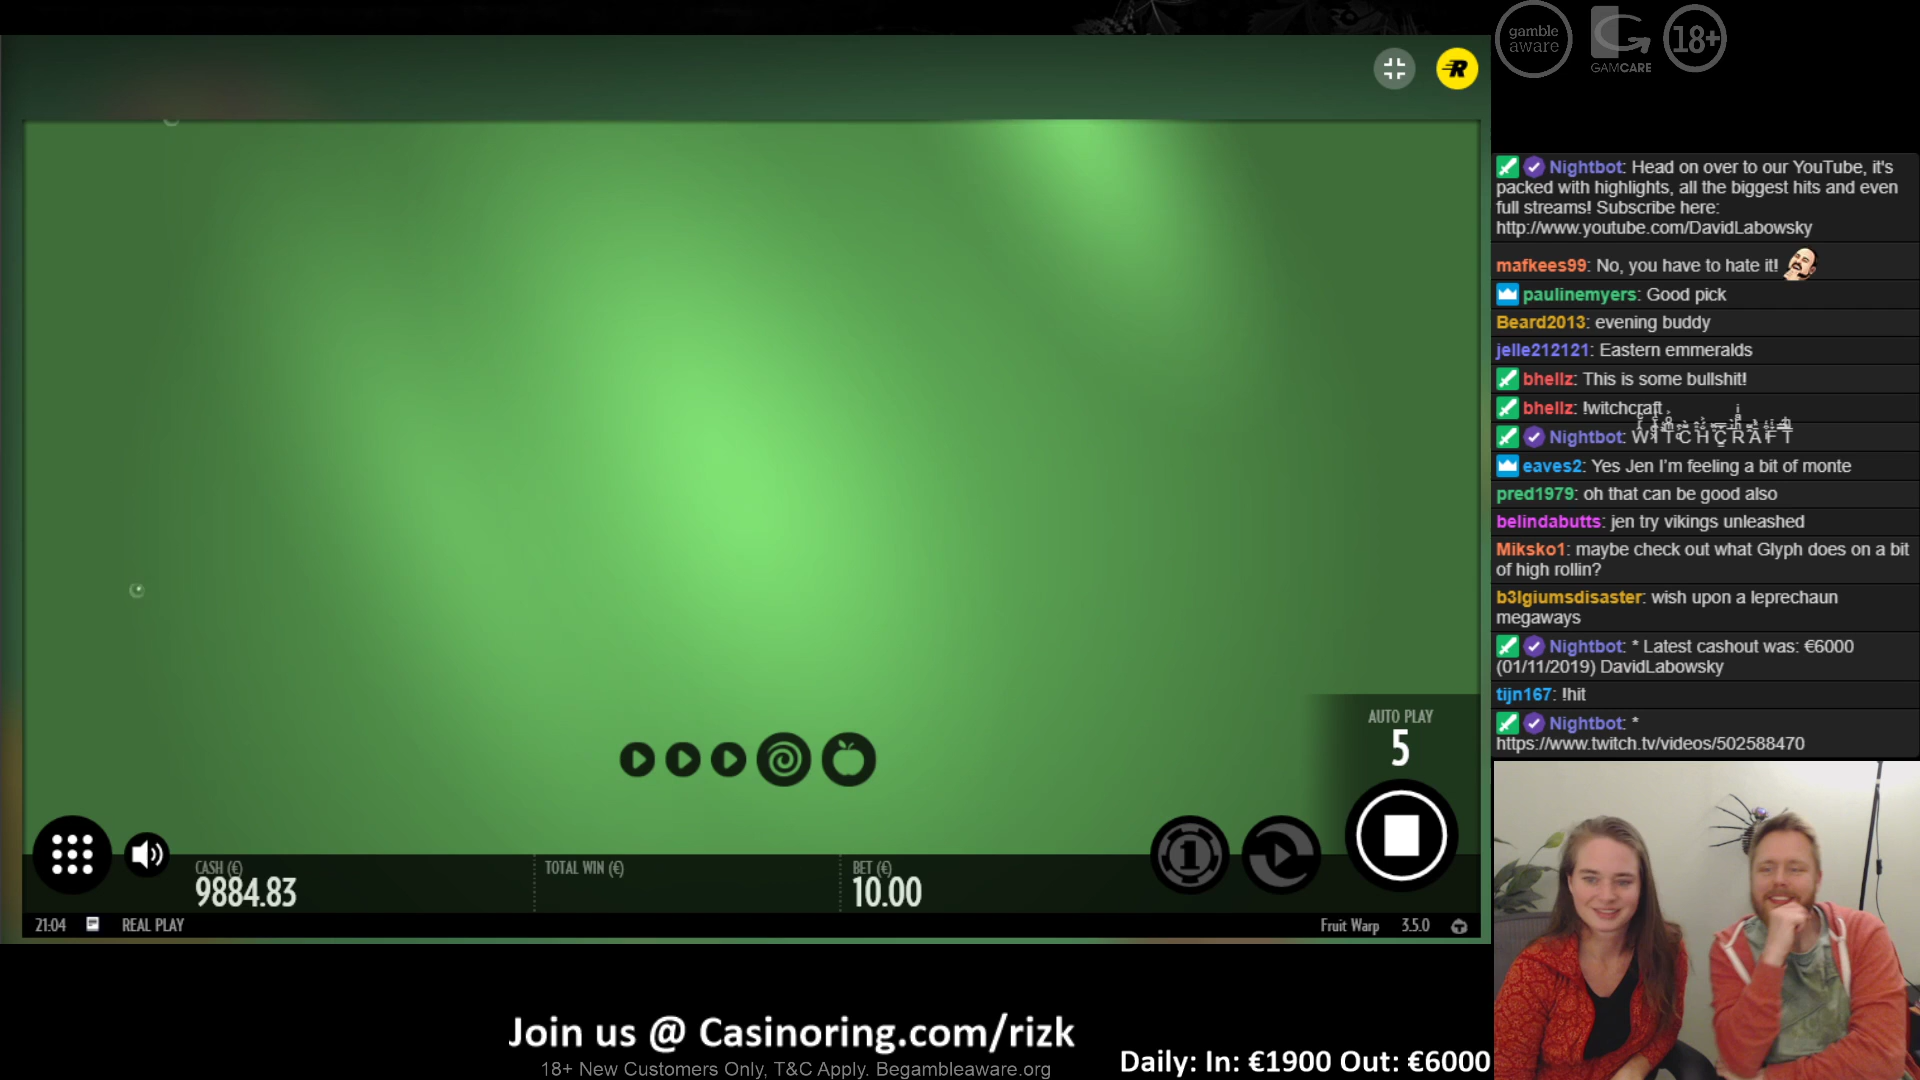 gamble
aware
GAMCARE
18+
R
Nightbot: Head on over to our YouTube, it's
packed with highlights, all the biggest hits and even
full streams! Subscribe here:
http://www.youtube.com/DavidLabowsky
mafkees99: No, you have to hate it!
paulinemyers: Good pick
Beard2013: evening buddy
jelle212121: Eastern emmeralds
bhellz: This is some bullshit!
bhellz: !witchcraft
Nightbot: WITCHCRAFT
eaves2: Yes Jen I'm feeling a bit of monte
pred1979: oh that can be good also
belindabutts: jen try vikings unleashed
Miksko1: maybe check out what Glyph does on a bit
of high rollin?
b3lgiumsdisaster: wish upon a leprechaun
megaways
Nightbot: * Latest cashout was: €6000
(01/11/2019) DavidLabowsky
tijn167: !hit
Nightbot: *
https://www.twitch.tv/videos/502588470
AUTO PLAY
5
1
CASH (€)
9884.83
TOTAL WIN (€)
BET (€)
10.00
21:04
REAL PLAY
Fruit Warp
3.5.0
Join us @ Casinoring.com/rizk
18+ New Customers Only, T&C Apply. Begambleaware.org
Daily: In: €1900 Out: €6000